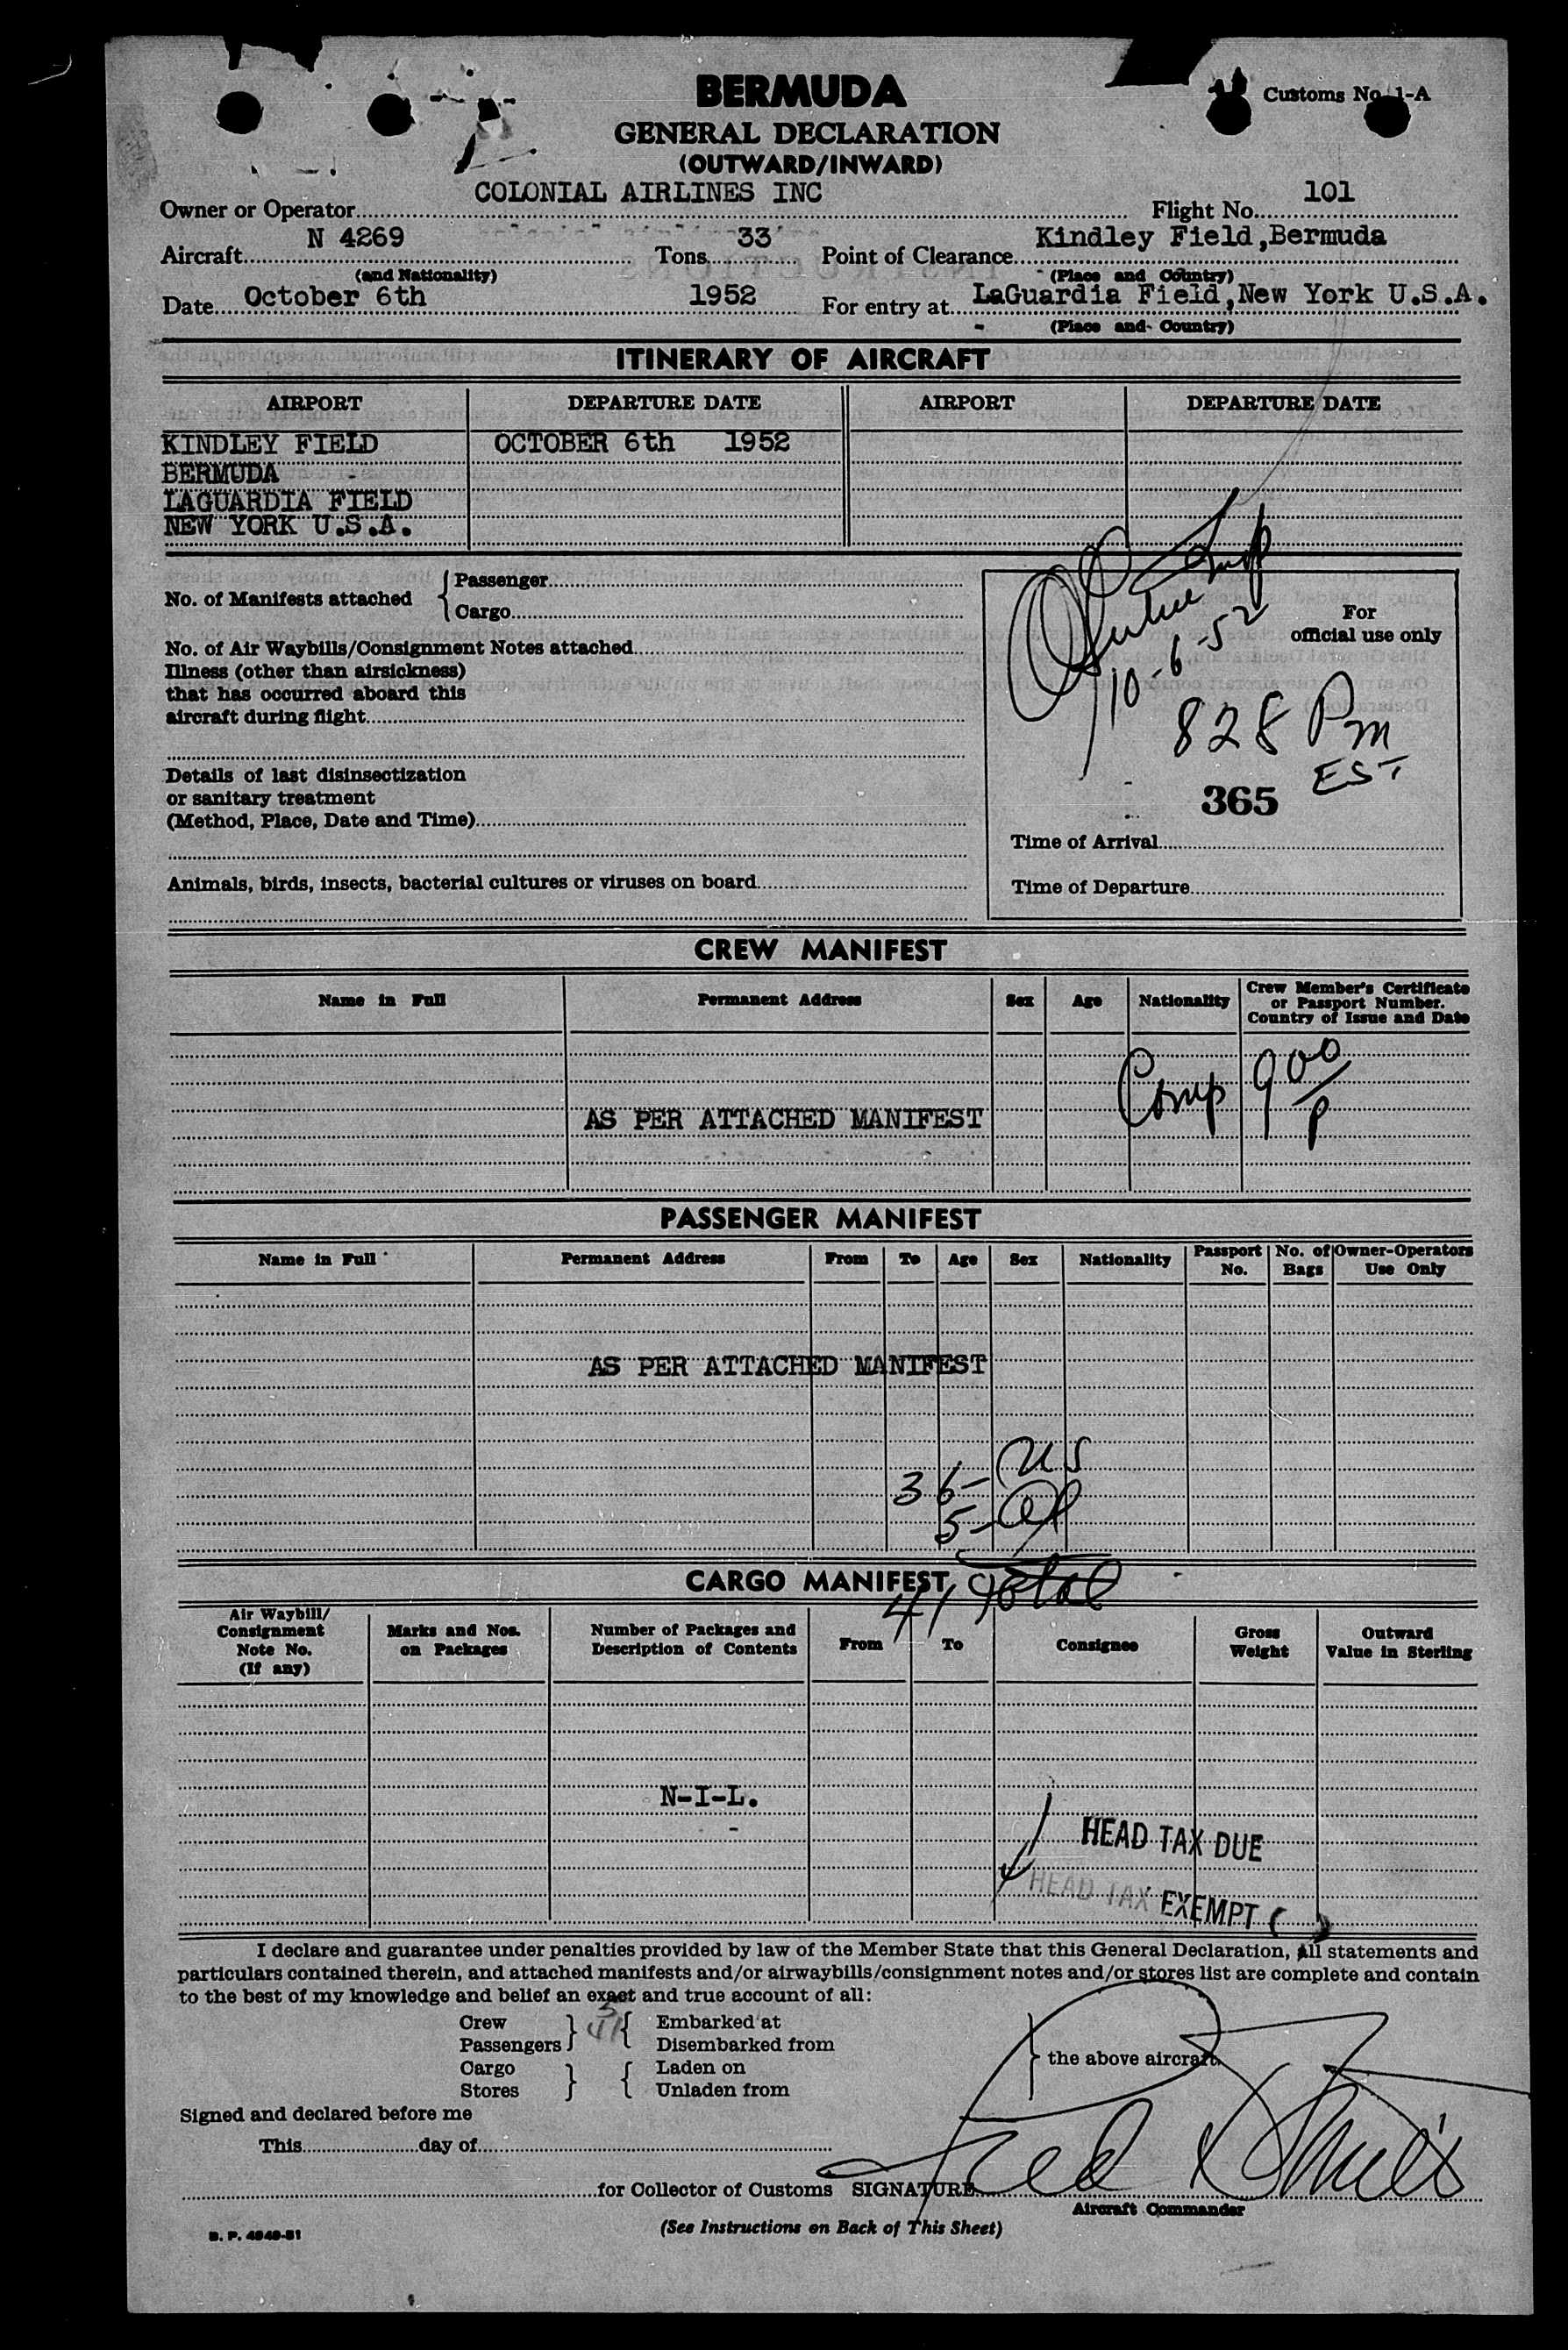 BERMUDA
Customs No. 1-A
GENERAL DECLARATION
(OUTWARD/INWARD)
Owner or Operator COLONIAL AIRLINES INC Flight No. 101
Aircraft N 4269 Tons 33 Point of Clearance Kindley Field,Bermuda
(and Nationality) (Place and Country)
Date October 6th 1952 For entry at LaGuardia Field,New York U.S.A.
(Place and Country)
ITINERARY OF AIRCRAFT
AIRPORT DEPARTURE DATE AIRPORT DEPARTURE DATE
KINDLEY FIELD OCTOBER 6th 1952
BERMUDA
LAGUARDIA FIELD
NEW YORK U.S.A.
No. of Manifests attached { Passenger
Cargo
No. of Air Waybills/Consignment Notes attached
Illness (other than airsickness)
that has occurred aboard this
aircraft during flight
Details of last disinsectization
or sanitary treatment
(Method, Place, Date and Time)
Animals, birds, insects, bacterial cultures or viruses on board
For
official use only
Insp
10-6-52
828 Pm
EST
365
Time of Arrival
Time of Departure
CREW MANIFEST
Name in Full Permanent Address Sex Age Nationality Crew Member's Certificate
or Passport Number.
Country of Issue and Date
Comp 9 00/P
AS PER ATTACHED MANIFEST
PASSENGER MANIFEST
Name in Full Permanent Address From To Age Sex Nationality Passport No. No. of Bags Owner-Operators Use Only
AS PER ATTACHED MANIFEST
36- US
5- Al
41 Total
CARGO MANIFEST
Air Waybill/
Consignment
Note No.
(If any)
Marks and Nos.
on Packages
Number of Packages and
Description of Contents
From To Consignee
Gross
Weight
Outward
Value in Sterling
N-I-L.
HEAD TAX DUE
HEAD TAX EXEMPT ( )
I declare and guarantee under penalties provided by law of the Member State that this General Declaration, all statements and
particulars contained therein, and attached manifests and/or airwaybills/consignment notes and/or stores list are complete and contain
to the best of my knowledge and belief an exact and true account of all:
Crew 5 Embarked at
Passengers } 41 { Disembarked from
Cargo Laden on
Stores } { Unladen from
} the above aircraft.
Signed and declared before me
This day of
for Collector of Customs SIGNATURE Fred
Aircraft Commander
(See Instructions on Back of This Sheet)
B. P. 4949-51